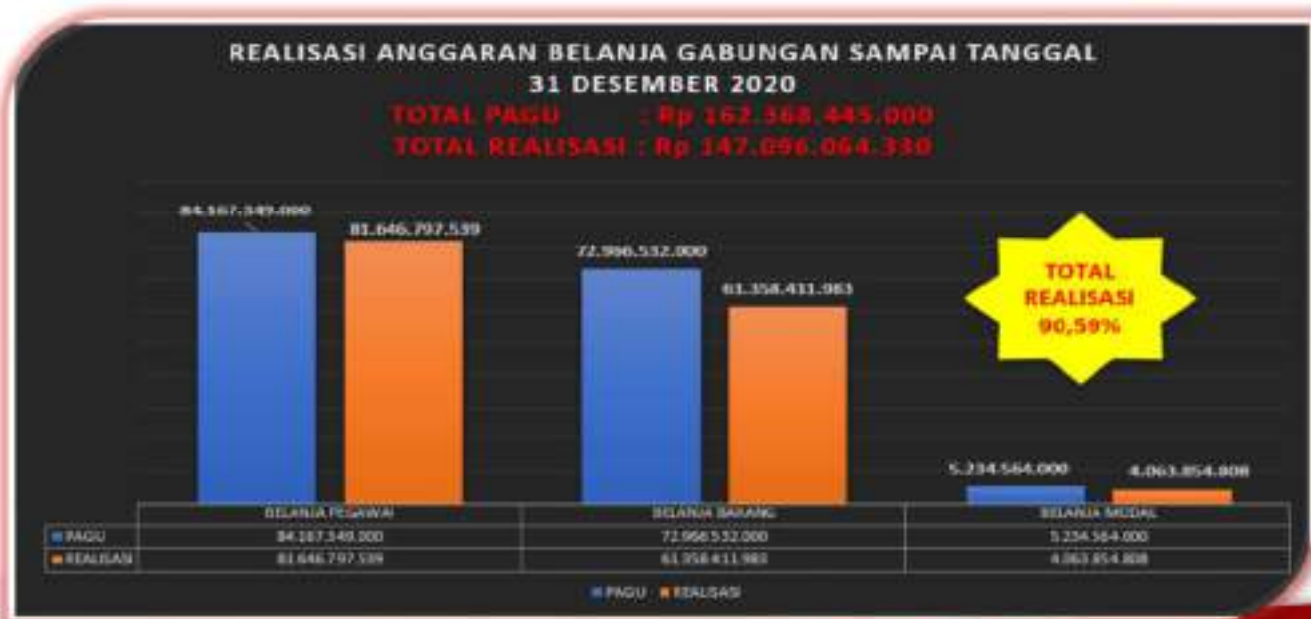 REALISASI ANGGARAN BELANJA GABUNGAN SAMPAI TANGGAL
31 DESEMBER 2020
TOTAL PAGU : Rp 162.368.445.000
TOTAL REALISASI : Rp 147.096.064.330
84.167.349.000
81.646.797.539
72.966.532.000
61.358.411.983
5.234.564.000
4.063.854.808
TOTAL
REALISASI
90,59%
BELANJA PEGAWAI BELANJA BARANG BELANJA MODAL
PAGU 84.167.349.000 72.966.532.000 5.234.564.000
REALISASI 81.646.797.539 61.358.411.983 4.063.854.808
PAGU REALISASI